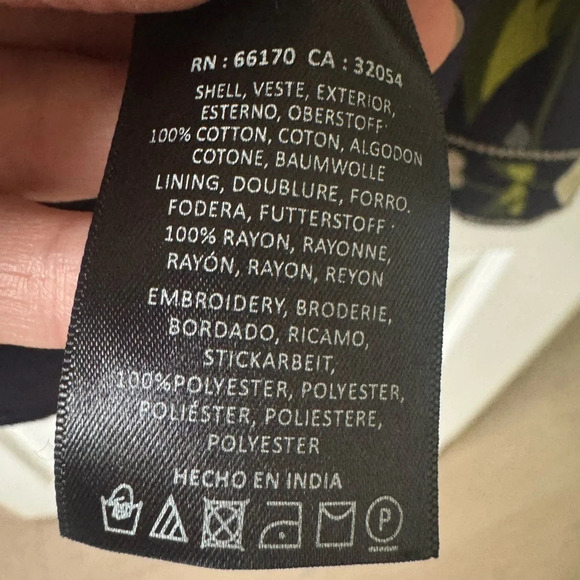 RN : 66170 CA : 32054
SHELL, VESTE, EXTERIOR,
ESTERNO, OBERSTOFF
100% COTTON, COTON, ALGODON
COTONE, BAUMWOLLE
LINING, DOUBLURE, FORRO.
FODERA, FUTTERSTOFF
100% RAYON, RAYONNE,
RAYÓN, RAYON, REYON
EMBROIDERY, BRODERIE,
BORDADO, RICAMO,
STICKARBEIT,
100%POLYESTER, POLYESTER,
POLIÉSTER, POLIESTERE,
POLYESTER
HECHO EN INDIA
P